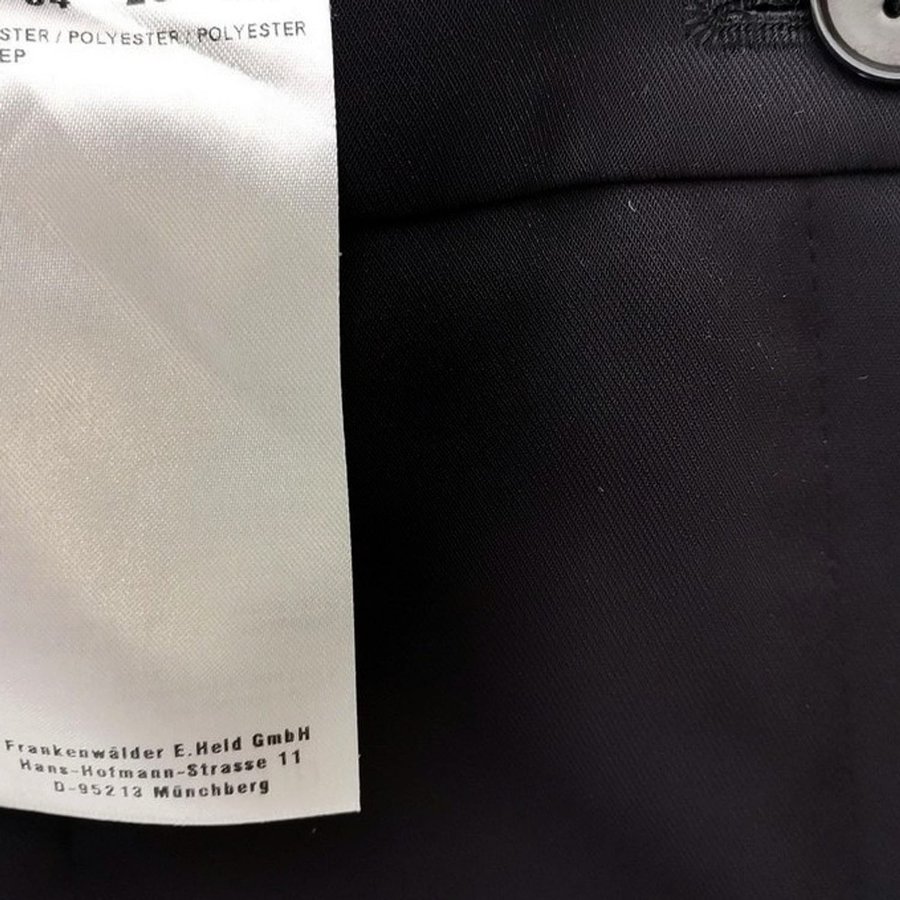 STER / POLYESTER / POLYESTER
EP
Frankenwälder E.Held GmbH
Hans-Hofmann-Strasse 11
D-95213 Münchberg